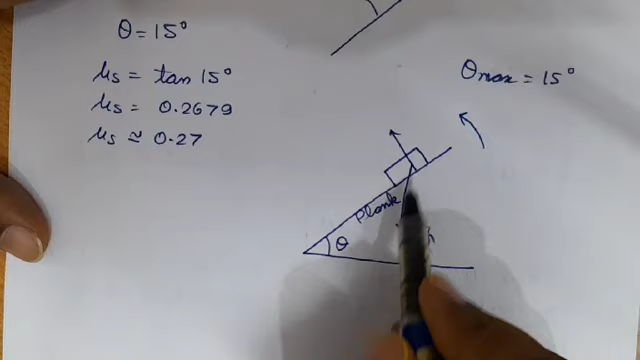 θ = 15°
μs = tan 15°
μs = 0.2679
μs ≅ 0.27
θmax = 15°
Plank
θ